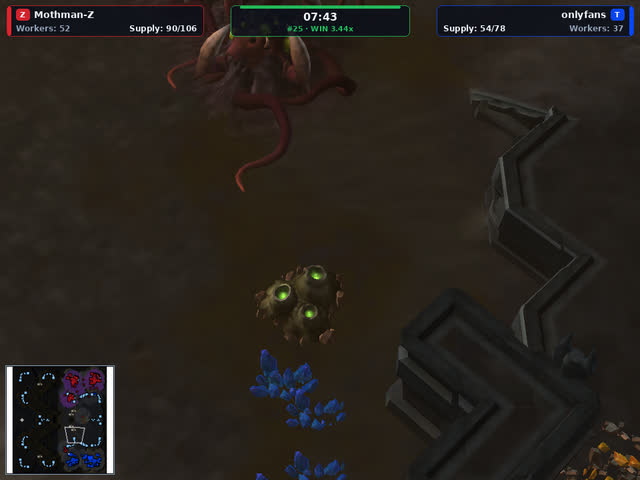 Z Mothman-Z
Workers: 52 Supply: 90/106
07:43
#25 · WIN 3.44x
onlyfans T
Supply: 54/78 Workers: 37